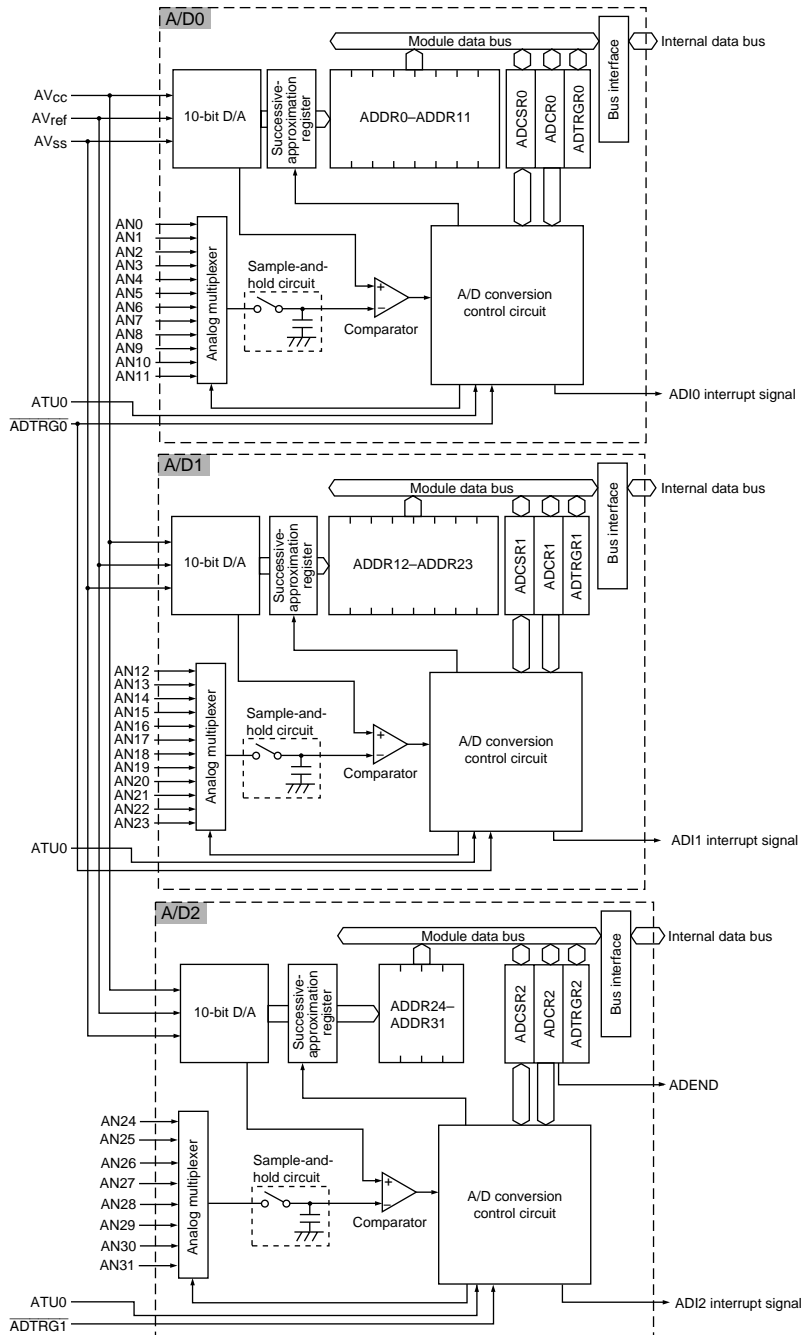 A/D0
Module data bus
Internal data bus
Bus interface
AVcc
AVref
AVss
10-bit D/A
Successive-
approximation
register
ADDR0–ADDR11
ADCSR0
ADCR0
ADTRGR0
AN0
AN1
AN2
AN3
AN4
AN5
AN6
AN7
AN8
AN9
AN10
AN11
Analog multiplexer
Sample-and-
hold circuit
+
−
Comparator
A/D conversion
control circuit
ATU0
ADTRG0
ADI0 interrupt signal
A/D1
Module data bus
Internal data bus
Bus interface
10-bit D/A
Successive-
approximation
register
ADDR12–ADDR23
ADCSR1
ADCR1
ADTRGR1
AN12
AN13
AN14
AN15
AN16
AN17
AN18
AN19
AN20
AN21
AN22
AN23
Analog multiplexer
Sample-and-
hold circuit
+
−
Comparator
A/D conversion
control circuit
ATU0
ADI1 interrupt signal
A/D2
Module data bus
Internal data bus
Bus interface
10-bit D/A
Successive-
approximation
register
ADDR24–
ADDR31
ADCSR2
ADCR2
ADTRGR2
ADEND
AN24
AN25
AN26
AN27
AN28
AN29
AN30
AN31
Analog multiplexer
Sample-and-
hold circuit
+
−
Comparator
A/D conversion
control circuit
ATU0
ADTRG1
ADI2 interrupt signal